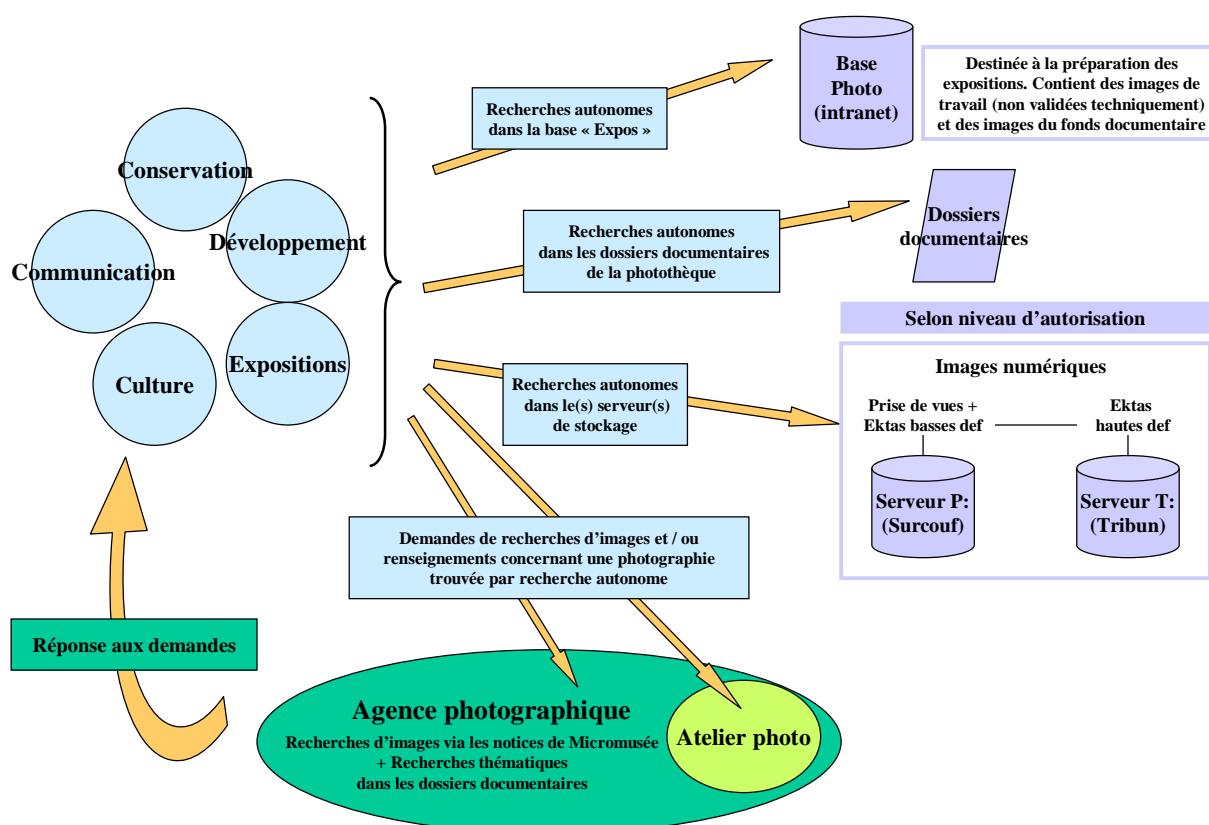 Conservation
Développement
Communication
Culture
Expositions
Recherches autonomes
dans la base « Expos »
Base
Photo
(intranet)
Destinée à la préparation des
expositions. Contient des images de
travail (non validées techniquement)
et des images du fonds documentaire
Recherches autonomes
dans les dossiers documentaires
de la photothèque
Dossiers
documentaires
Selon niveau d’autorisation
Recherches autonomes
dans le(s) serveur(s)
de stockage
Images numériques
Prise de vues +
Ektas basses def
Ektas
hautes def
Serveur P:
(Surcouf)
Serveur T:
(Tribun)
Demandes de recherches d’images et / ou
renseignements concernant une photographie
trouvée par recherche autonome
Réponse aux demandes
Agence photographique
Recherches d’images via les notices de Micromusée
+ Recherches thématiques
dans les dossiers documentaires
Atelier photo